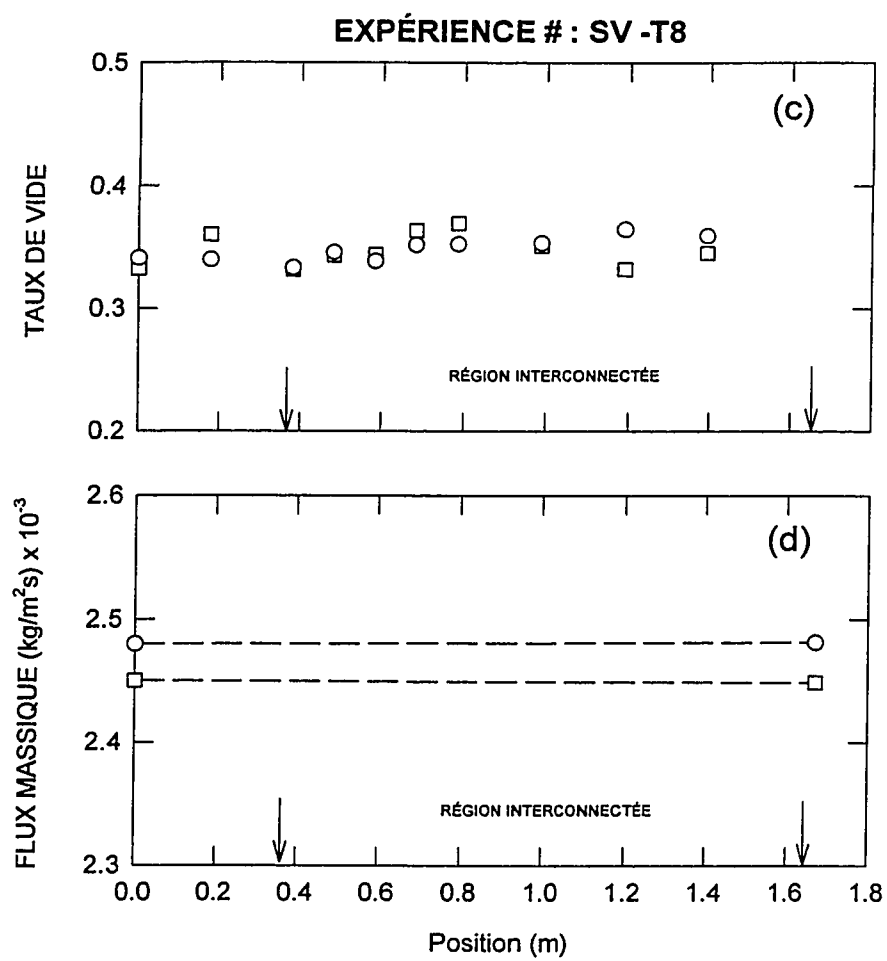 EXPÉRIENCE # : SV -T8
(c)
TAUX DE VIDE
0.5
0.4
0.3
0.2
RÉGION INTERCONNECTÉE
(d)
FLUX MASSIQUE (kg/m²s) x 10⁻³
2.6
2.5
2.4
2.3
RÉGION INTERCONNECTÉE
0.0 0.2 0.4 0.6 0.8 1.0 1.2 1.4 1.6 1.8
Position (m)